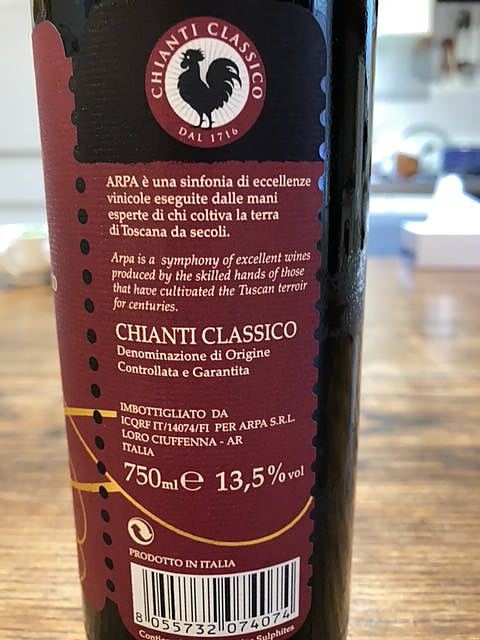 CHIANTI CLASSICO
DAL 1716
ARPA è una sinfonia di eccellenze
vinicole eseguite dalle mani
esperte di chi coltiva la terra
di Toscana da secoli.
Arpa is a symphony of excellent wines
produced by the skilled hands of those
that have cultivated the Tuscan terroir
for centuries.
CHIANTI CLASSICO
Denominazione di Origine
Controllata e Garantita
IMBOTTIGLIATO DA
ICQRF IT/14074/FI PER ARPA S.R.L.
LORO CIUFFENNA - AR
ITALIA
750ml ℮ 13,5% vol
PRODOTTO IN ITALIA
8 055732 074074
Sulphites